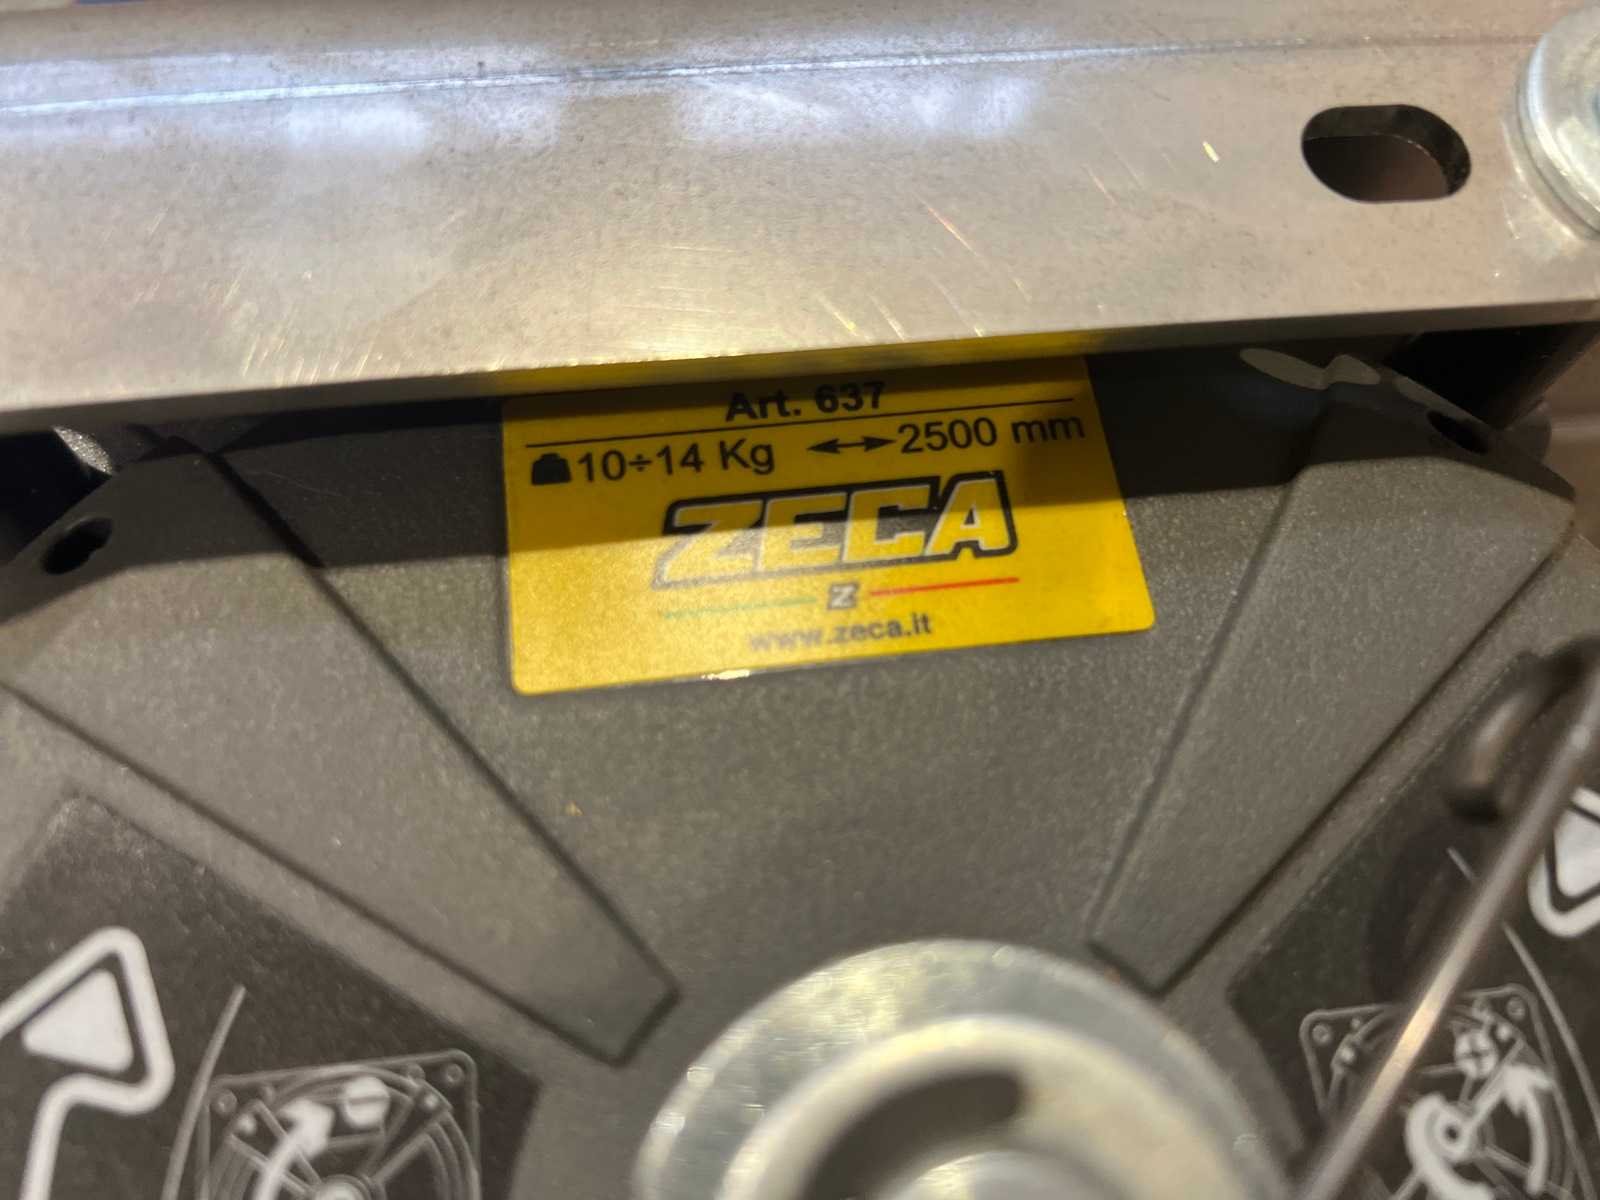 Art. 637
10÷14 Kg ↔ 2500 mm
ZECA
Z
www.zeca.it